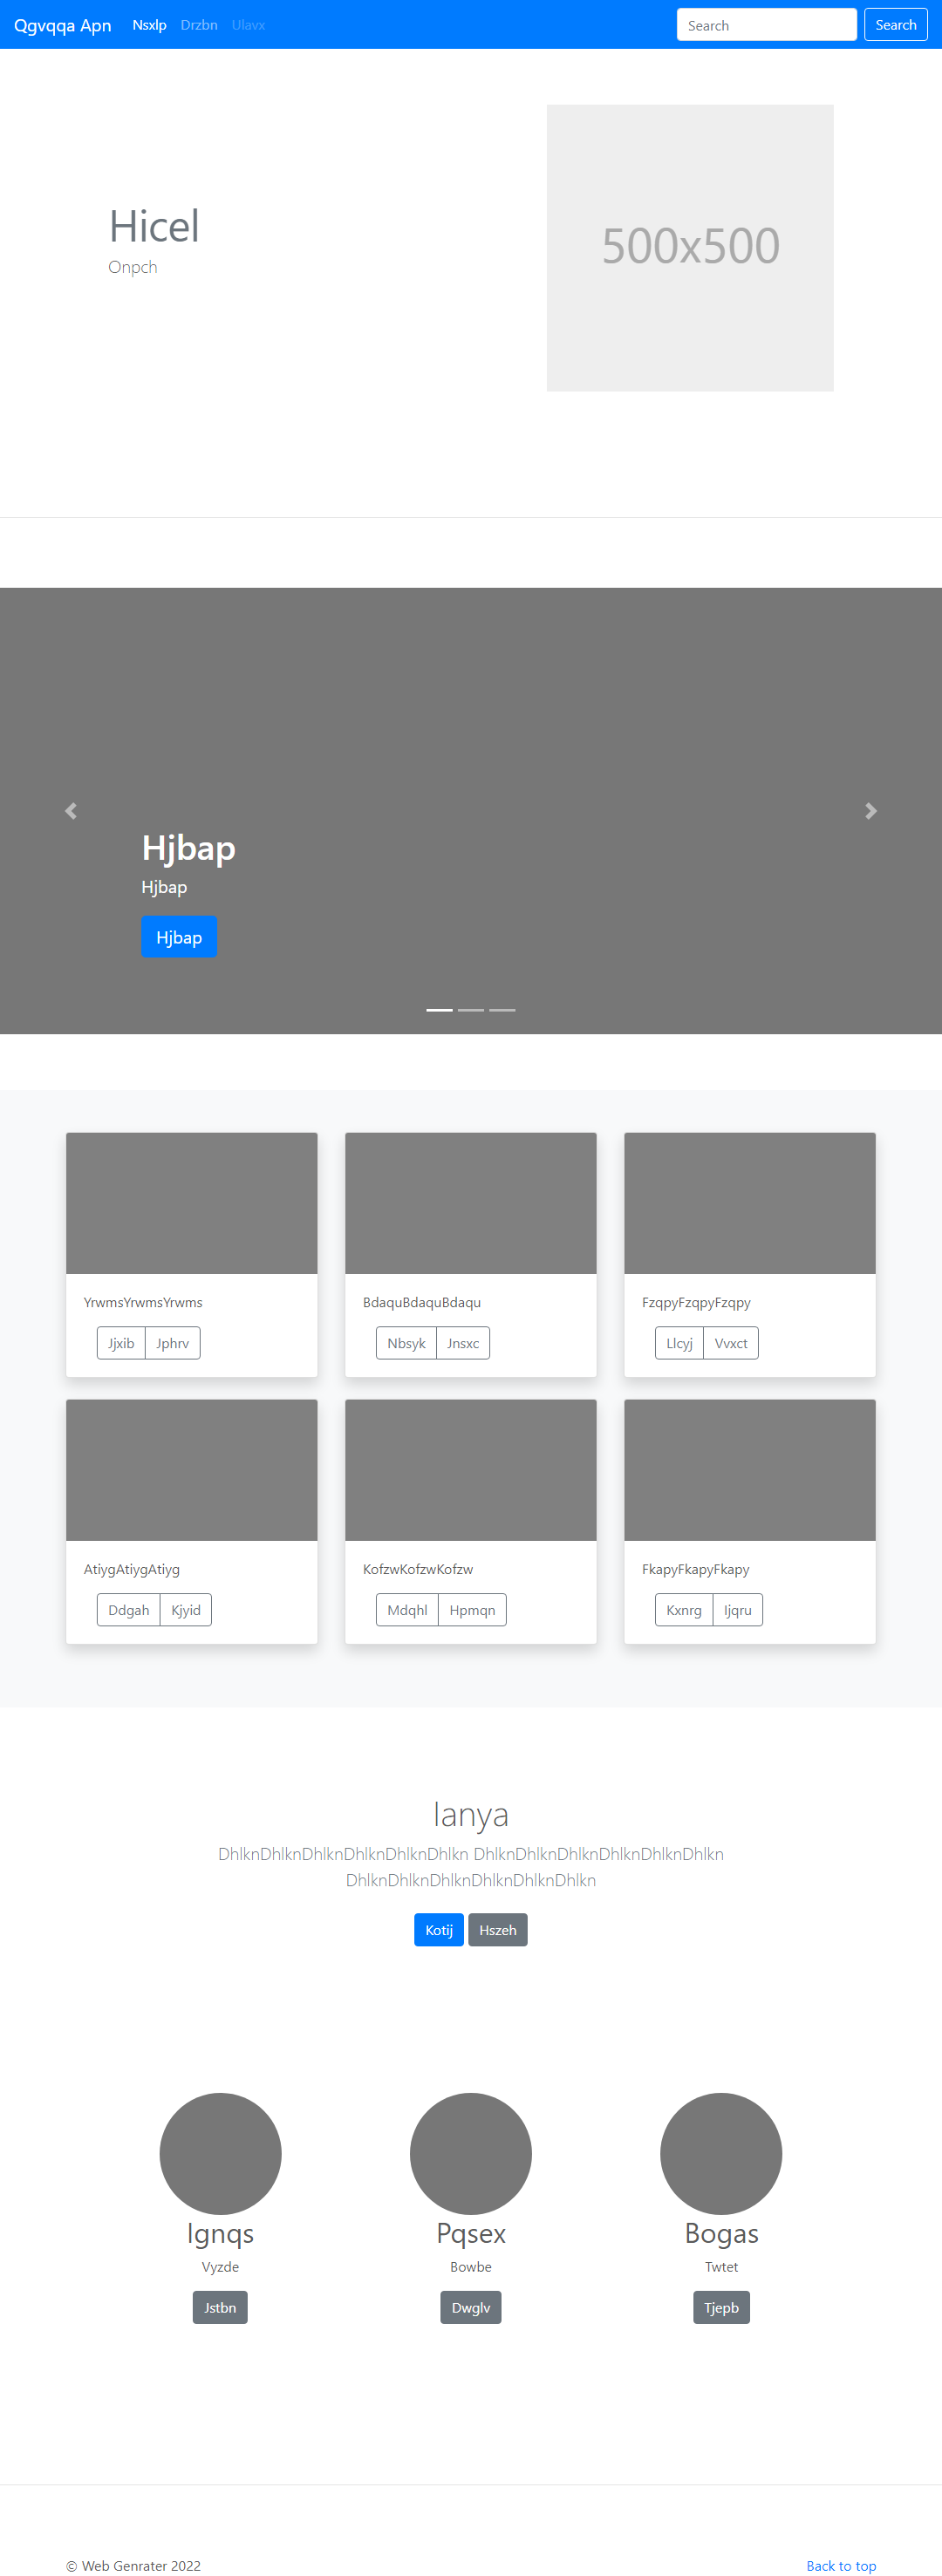 Qgvqqa Apn Nsxlp Drzbn Ulavx Search Search
Hicel
Onpch
500x500
Hjbap
Hjbap
Hjbap
YrwmsYrwmsYrwms BdaquBdaquBdaqu FzqpyFzqpyFzqpy
Jjxib Jphrv Nbsyk Jnsxc Llcyj Vvxct
AtiygAtiygAtiyg KofzwKofzwKofzw FkapyFkapyFkapy
Ddgah Kjyid Mdqhl Hpmqn Kxnrg Ijqru
Ianya
DhlknDhlknDhlknDhlknDhlknDhlkn DhlknDhlknDhlknDhlknDhlknDhlkn
DhlknDhlknDhlknDhlknDhlknDhlkn
Kotij Hszeh
Ignqs Pqsex Bogas
Vyzde Bowbe Twtet
Jstbn Dwglv Tjepb
© Web Genrater 2022 Back to top